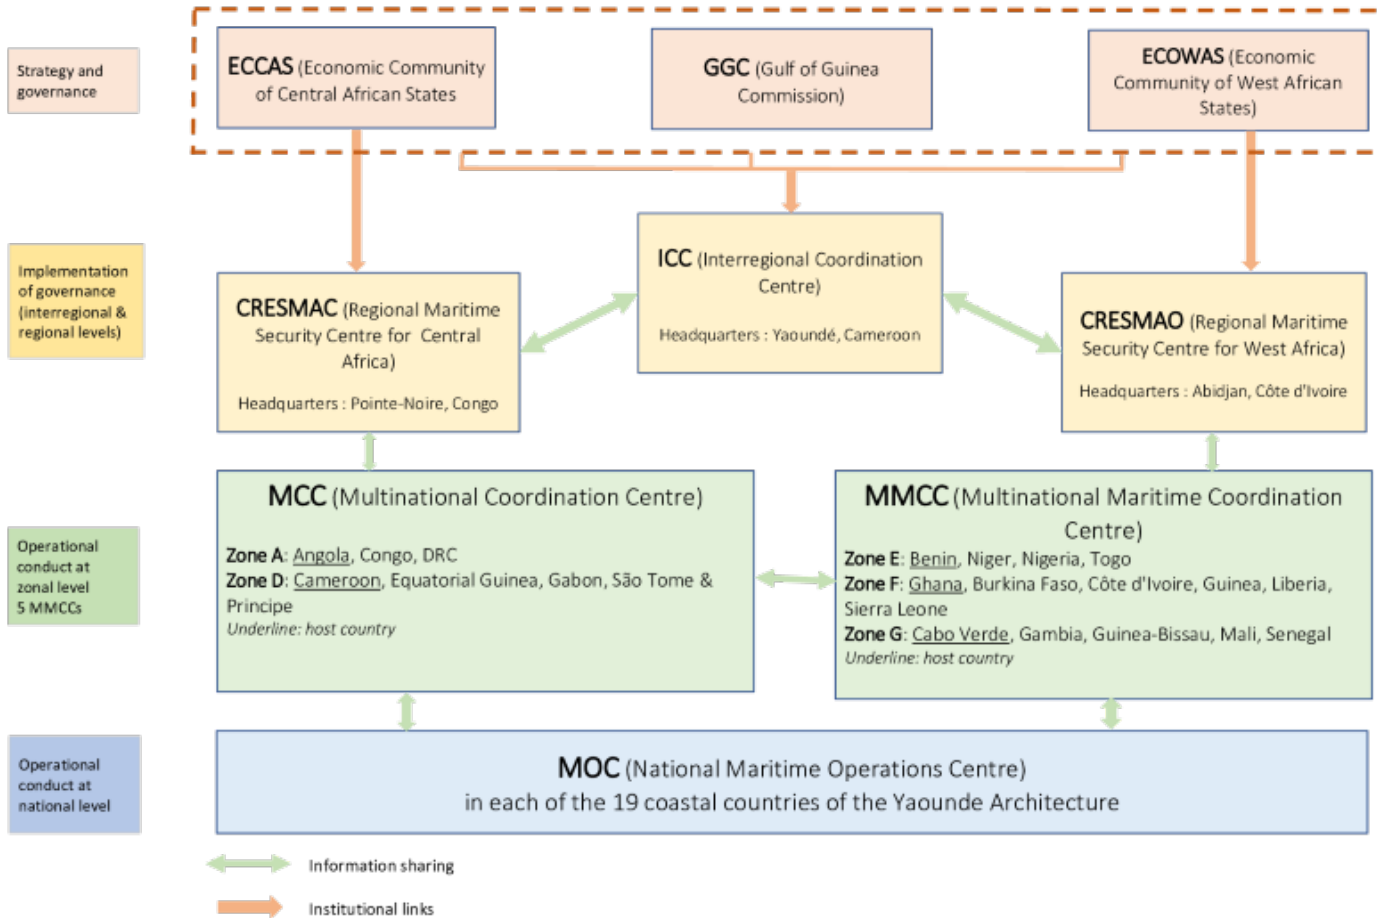 Strategy and
governance
ECCAS (Economic Community
of Central African States
GGC (Gulf of Guinea
Commission)
ECOWAS (Economic
Community of West African
States)
Implementation
of governance
(interregional &
regional levels)
CRESMAC (Regional Maritime
Security Centre for Central
Africa)
Headquarters : Pointe-Noire, Congo
ICC (Interregional Coordination
Centre)
Headquarters : Yaoundé, Cameroon
CRESMAO (Regional Maritime
Security Centre for West Africa)
Headquarters : Abidjan, Côte d'Ivoire
Operational
conduct at
zonal level
5 MMCCs
MCC (Multinational Coordination Centre)
Zone A: Angola, Congo, DRC
Zone D: Cameroon, Equatorial Guinea, Gabon, São Tome &
Principe
Underline: host country
MMCC (Multinational Maritime Coordination
Centre)
Zone E: Benin, Niger, Nigeria, Togo
Zone F: Ghana, Burkina Faso, Côte d'Ivoire, Guinea, Liberia,
Sierra Leone
Zone G: Cabo Verde, Gambia, Guinea-Bissau, Mali, Senegal
Underline: host country
Operational
conduct at
national level
MOC (National Maritime Operations Centre)
in each of the 19 coastal countries of the Yaounde Architecture
Information sharing
Institutional links